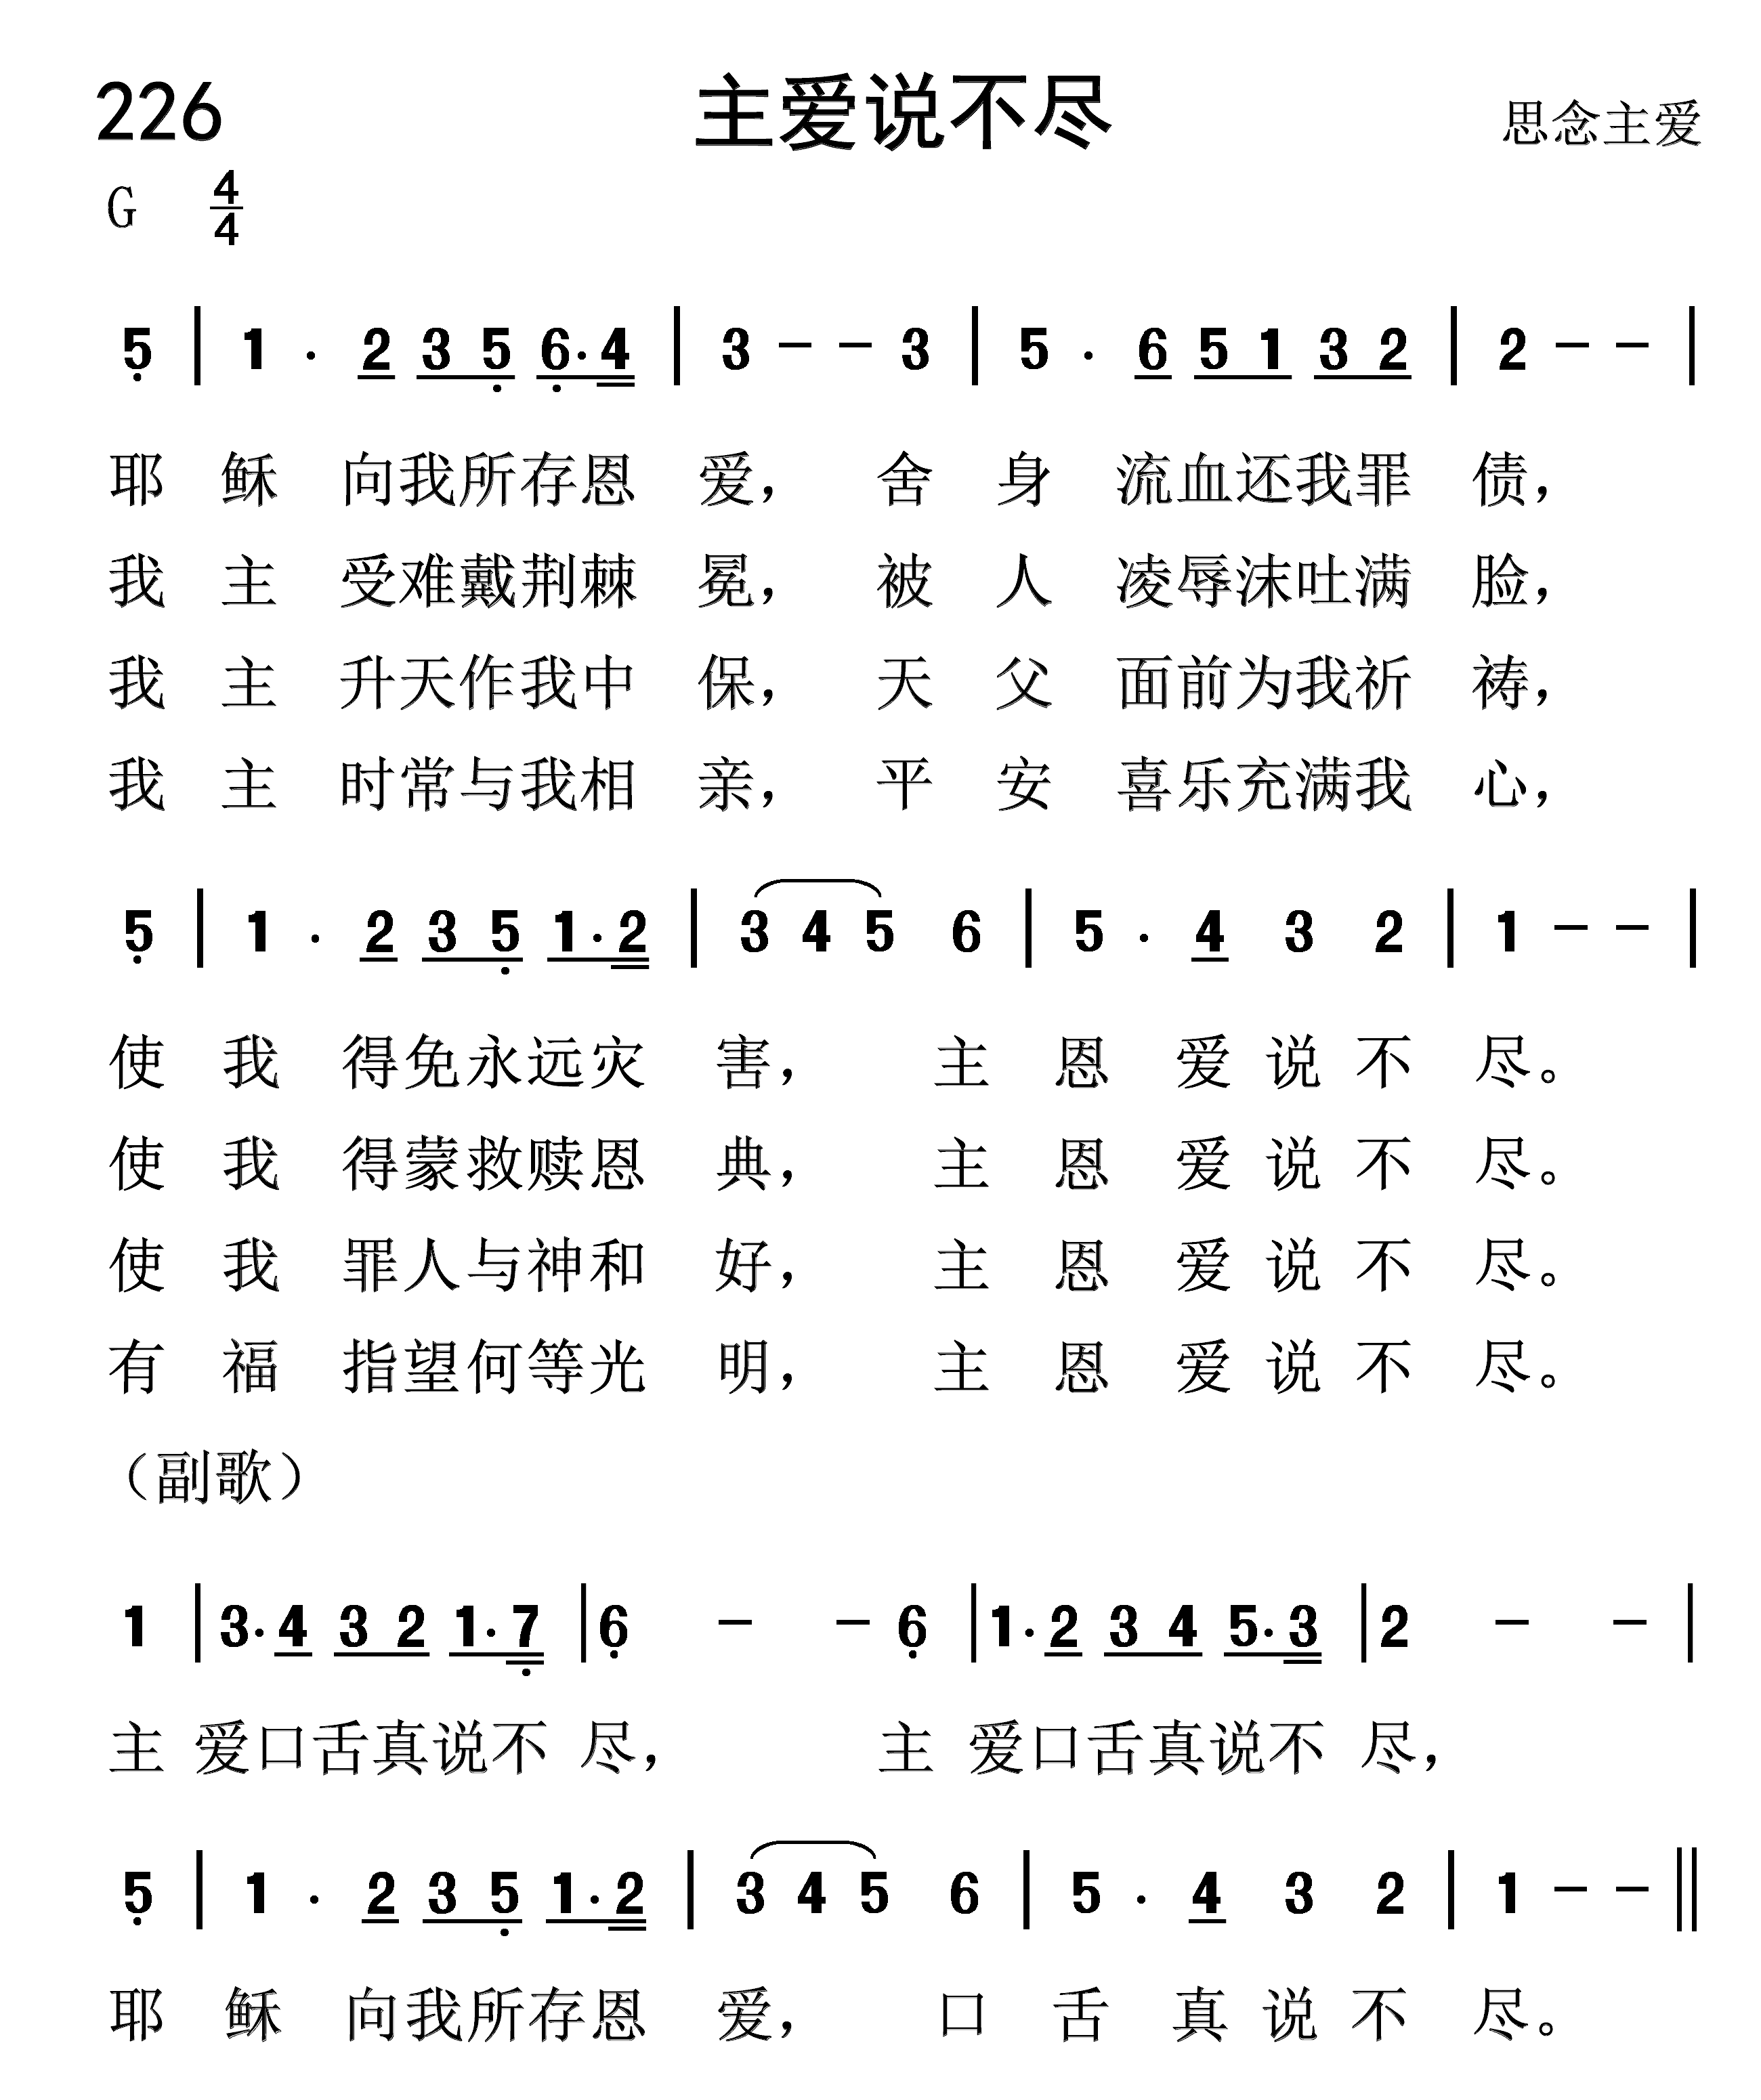 226 主爱说不尽 思念主爱
G 4/4
5 | 1 · 2 3 5 6·4 | 3 － － 3 | 5 · 6 5 1 3 2 | 2 － － |
耶 稣 向我所存恩 爱， 舍 身 流血还我罪 债，
我 主 受难戴荆棘 冕， 被 人 凌辱沫吐满 脸，
我 主 升天作我中 保， 天 父 面前为我祈 祷，
我 主 时常与我相 亲， 平 安 喜乐充满我 心，
5 | 1 · 2 3 5 1·2 | 3 4 5 6 | 5 · 4 3 2 | 1 － － |
使 我 得免永远灾 害， 主 恩 爱 说 不 尽。
使 我 得蒙救赎恩 典， 主 恩 爱 说 不 尽。
使 我 罪人与神和 好， 主 恩 爱 说 不 尽。
有 福 指望何等光 明， 主 恩 爱 说 不 尽。
（副歌）
1 | 3·4 3 2 1·7 | 6 － － 6 | 1·2 3 4 5·3 | 2 － － |
主 爱口舌真说不 尽， 主 爱口舌真说不 尽，
5 | 1 · 2 3 5 1·2 | 3 4 5 6 | 5 · 4 3 2 | 1 － － ||
耶 稣 向我所存恩 爱， 口 舌 真 说 不 尽。